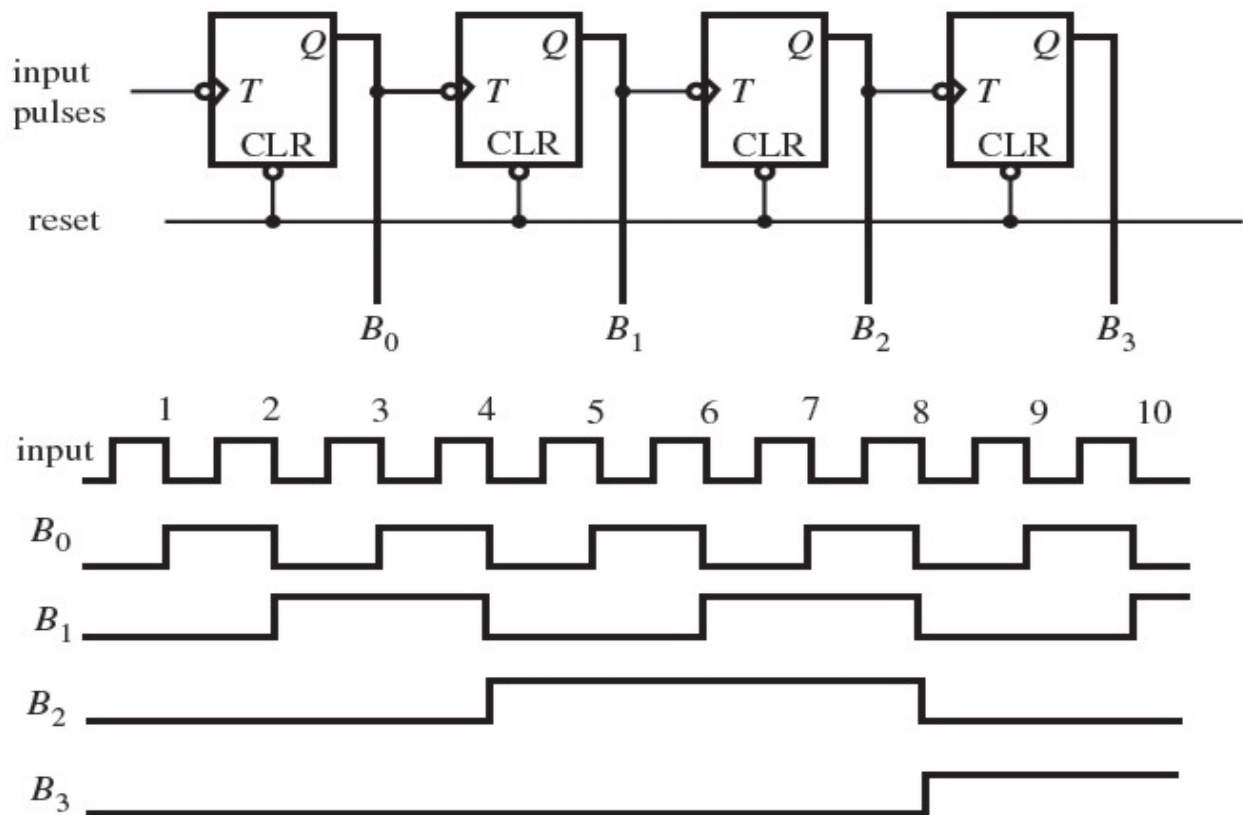 Q Q Q Q
input pulses
T T T T
CLR CLR CLR CLR
reset
B0 B1 B2 B3
1 2 3 4 5 6 7 8 9 10
input
B0
B1
B2
B3